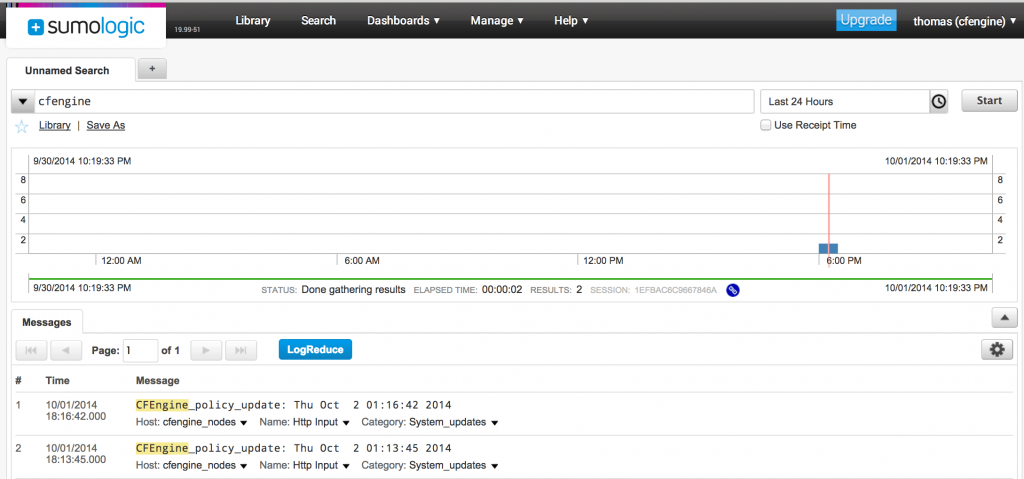 + sumologic 19.99-51 Library Search Dashboards ▼ Manage ▼ Help ▼ Upgrade thomas (cfengine) ▼
Unnamed Search +
cfengine Last 24 Hours Start
Library | Save As Use Receipt Time
9/30/2014 10:19:33 PM 10/01/2014 10:19:33 PM
8 8
6 6
4 4
2 2
12:00 AM 6:00 AM 12:00 PM 6:00 PM
9/30/2014 10:19:33 PM STATUS: Done gathering results ELAPSED TIME: 00:00:02 RESULTS: 2 SESSION: 1EFBAC6C9667846A 10/01/2014 10:19:33 PM
Messages
Page: 1 of 1 LogReduce
# Time Message
1 10/01/2014 CFEngine_policy_update: Thu Oct  2 01:16:42 2014
18:16:42.000 Host: cfengine_nodes ▼ Name: Http Input ▼ Category: System_updates ▼
2 10/01/2014 CFEngine_policy_update: Thu Oct  2 01:13:45 2014
18:13:45.000 Host: cfengine_nodes ▼ Name: Http Input ▼ Category: System_updates ▼